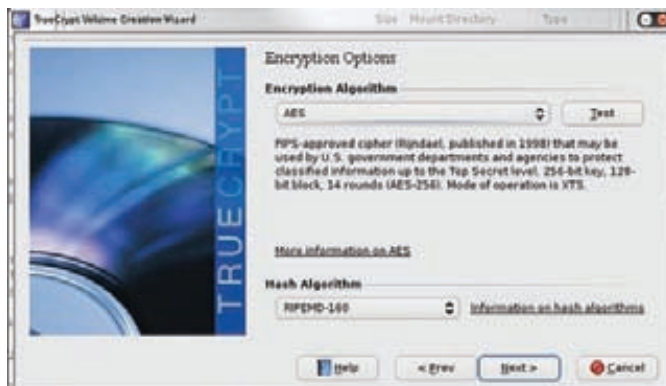 TrueCrypt Volume Creation Wizard
Size Mount Directory Type
Encryption Options
Encryption Algorithm
AES
Test
FIPS-approved cipher (Rijndael, published in 1998) that may be
used by U.S. government departments and agencies to protect
classified information up to the Top Secret level. 256-bit key, 128-
bit block, 14 rounds (AES-256). Mode of operation is XTS.
More information on AES
Hash Algorithm
RIPEMD-160
Information on hash algorithms
TRUECRYPT
Help
< Prev
Next >
Cancel